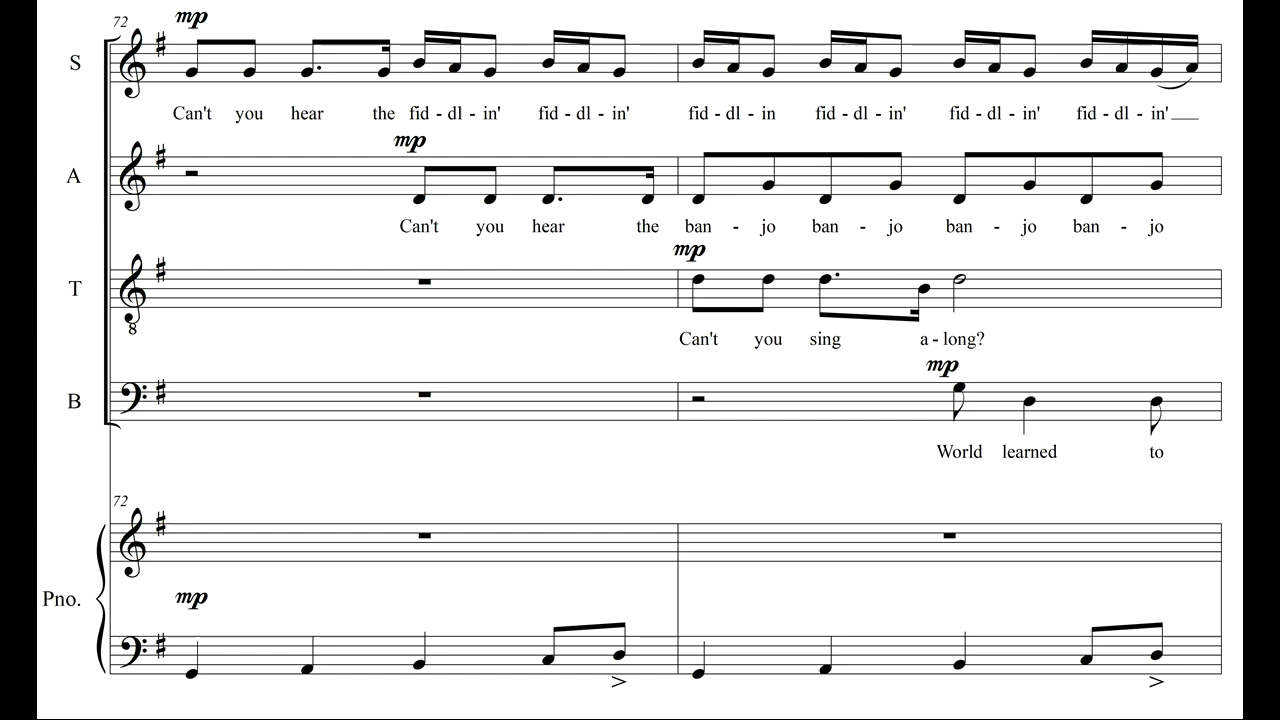 72
mp
S
Can't you hear the fid - dl - in' fid - dl - in' fid - dl - in fid - dl - in' fid - dl - in' fid - dl - in'
mp
A
Can't you hear the ban - jo ban - jo ban - jo ban - jo
mp
T
8
Can't you sing a - long?
mp
B
World learned to
72
mp
Pno.